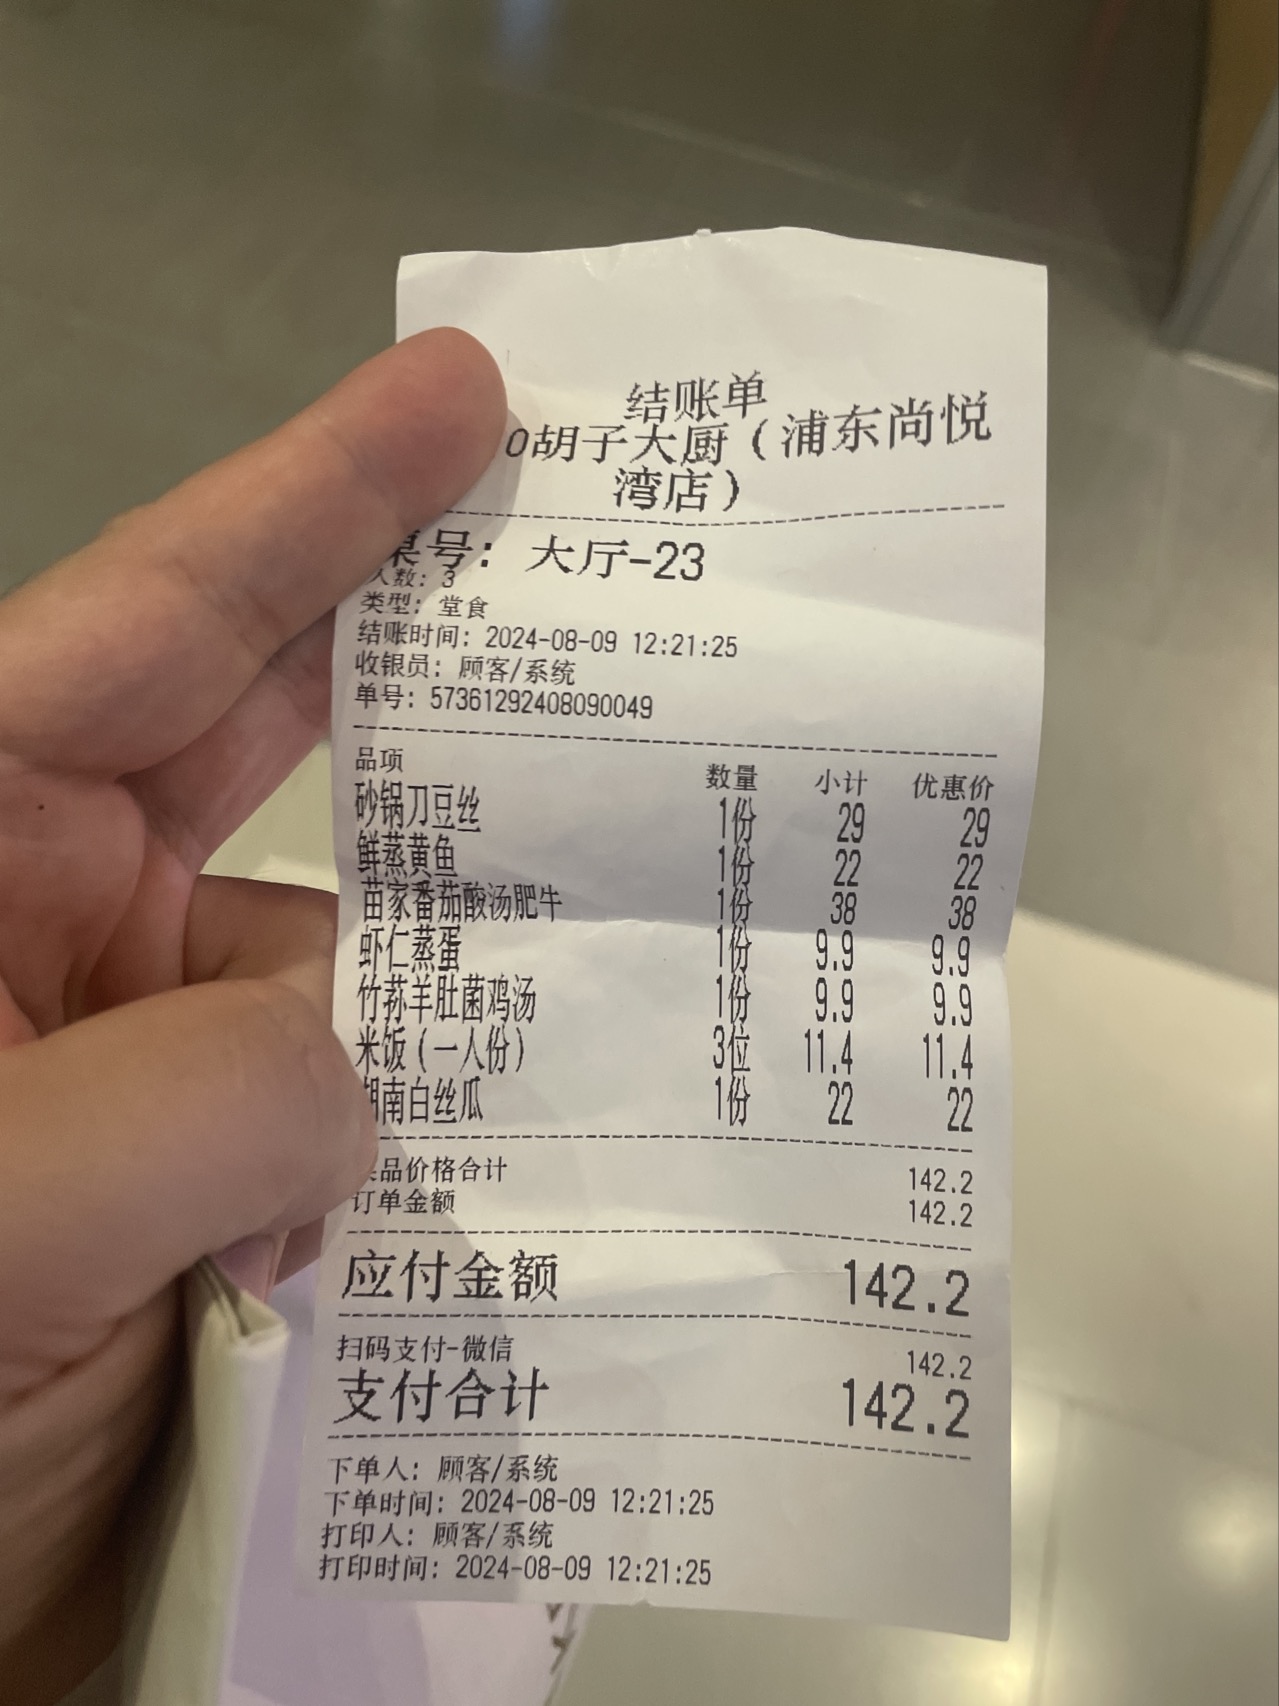 结账单
0胡子大厨（浦东尚悦
湾店）
桌号：大厅-23
人数：3
类型：堂食
结账时间：2024-08-09 12:21:25
收银员：顾客/系统
单号：57361292408090049
品项 数量 小计 优惠价
砂锅刀豆丝 1份 29 29
鲜蒸黄鱼 1份 22 22
苗家番茄酸汤肥牛 1份 38 38
虾仁蒸蛋 1份 9.9 9.9
竹荪羊肚菌鸡汤 1份 9.9 9.9
米饭（一人份） 3位 11.4 11.4
南白丝瓜 1份 22 22
品价格合计 142.2
订单金额 142.2
应付金额 142.2
扫码支付-微信 142.2
支付合计 142.2
下单人：顾客/系统
下单时间：2024-08-09 12:21:25
打印人：顾客/系统
打印时间：2024-08-09 12:21:25